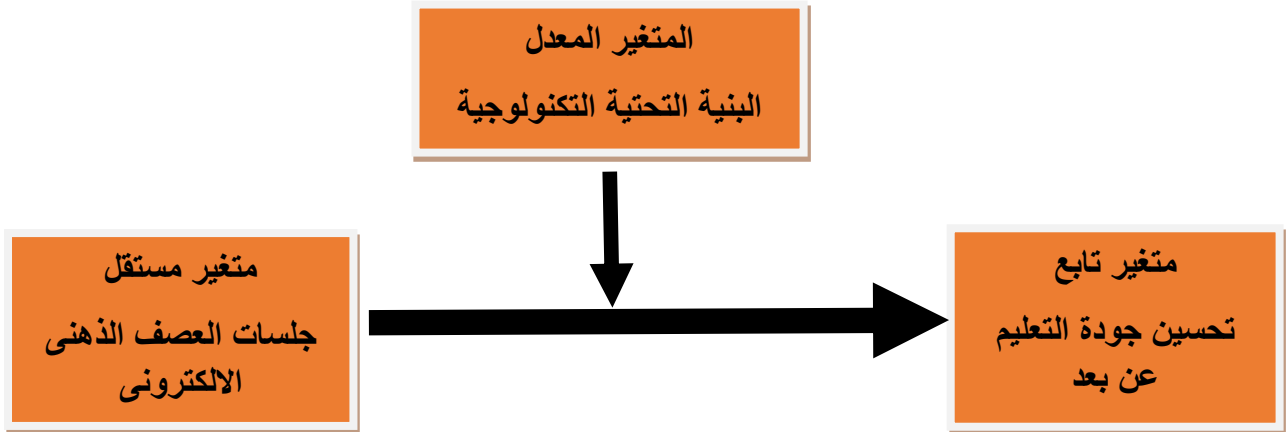 المتغير المعدل
البنية التحتية التكنولوجية
متغير تابع
تحسين جودة التعليم
عن بعد
متغير مستقل
جلسات العصف الذهنى
الالكترونى